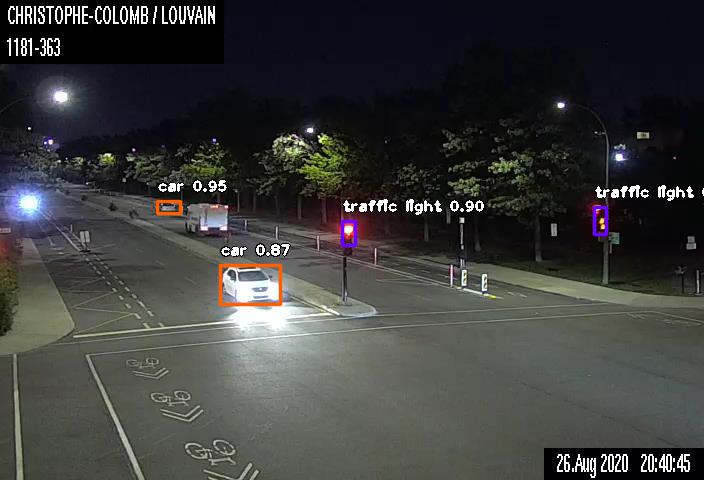 CHRISTOPHE-COLOMB / LOUVAIN
1181-363
car 0.95
traffic light 0.90
traffic light
car 0.87
26.Aug 2020 20:40:45